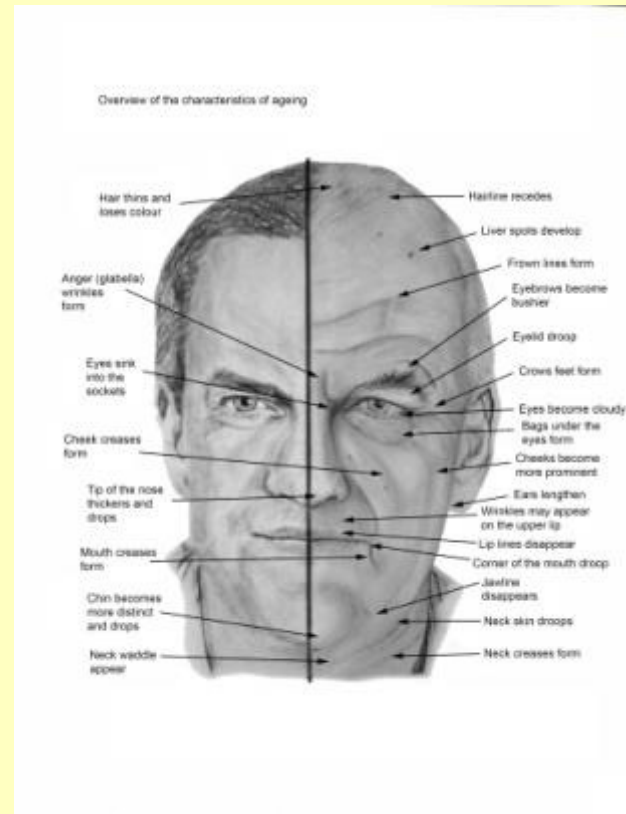 Overview of the characteristics of ageing
Hair thins and
loses colour
Anger (glabella)
wrinkles
form
Eyes sink
into the
sockets
Cheek creases
form
Tip of the nose
thickens and
drops
Mouth creases
form
Chin becomes
more distinct
and drops
Neck waddle
appear
Hairline recedes
Liver spots develop
Frown lines form
Eyebrows become
bushier
Eyelid droop
Crows feet form
Eyes become cloudy
Bags under the
eyes form
Cheeks become
more prominent
Ears lengthen
Wrinkles may appear
on the upper lip
Lip lines disappear
Corner of the mouth droop
Jawline
disappears
Neck skin droops
Neck creases form